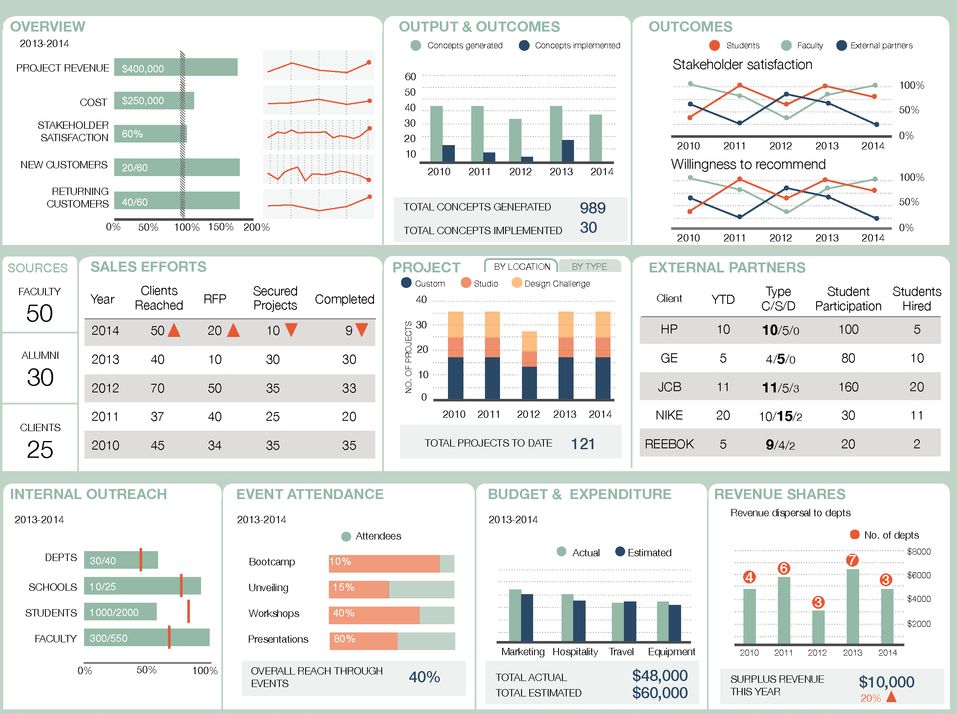 OVERVIEW
2013-2014
PROJECT REVENUE $400,000
COST $250,000
STAKEHOLDER SATISFACTION 60%
NEW CUSTOMERS 20/60
RETURNING CUSTOMERS 40/60
0% 50% 100% 150% 200%
OUTPUT & OUTCOMES
Concepts generated Concepts implemented
60
50
40
30
20
10
2010 2011 2012 2013 2014
TOTAL CONCEPTS GENERATED 989
TOTAL CONCEPTS IMPLEMENTED 30
OUTCOMES
Students Faculty External partners
Stakeholder satisfaction
100%
50%
0%
2010 2011 2012 2013 2014
Willingness to recommend
100%
50%
0%
2010 2011 2012 2013 2014
SOURCES
FACULTY
50
ALUMNI
30
CLIENTS
25
SALES EFFORTS
Year Clients Reached RFP Secured Projects Completed
2014 50 20 10 9
2013 40 10 30 30
2012 70 50 35 33
2011 37 40 25 20
2010 45 34 35 35
PROJECT BY LOCATION BY TYPE
Custom Studio Design Challenge
NO. OF PROJECTS
40
30
20
10
0
2010 2011 2012 2013 2014
TOTAL PROJECTS TO DATE 121
EXTERNAL PARTNERS
Client YTD Type C/S/D Student Participation Students Hired
HP 10 10/5/0 100 5
GE 5 4/5/0 80 10
JCB 11 11/5/3 160 20
NIKE 20 10/15/2 30 11
REEBOK 5 9/4/2 20 2
INTERNAL OUTREACH
2013-2014
DEPTS 30/40
SCHOOLS 10/25
STUDENTS 1000/2000
FACULTY 300/550
0% 50% 100%
EVENT ATTENDANCE
2013-2014
Attendees
Bootcamp 10%
Unveiling 15%
Workshops 40%
Presentations 80%
OVERALL REACH THROUGH EVENTS 40%
BUDGET & EXPENDITURE
2013-2014
Actual Estimated
Marketing Hospitality Travel Equipment
TOTAL ACTUAL $48,000
TOTAL ESTIMATED $60,000
REVENUE SHARES
Revenue dispersal to depts
No. of depts
$8000
$6000
$4000
$2000
4 6 3 7 3
2010 2011 2012 2013 2014
SURPLUS REVENUE THIS YEAR $10,000
20%